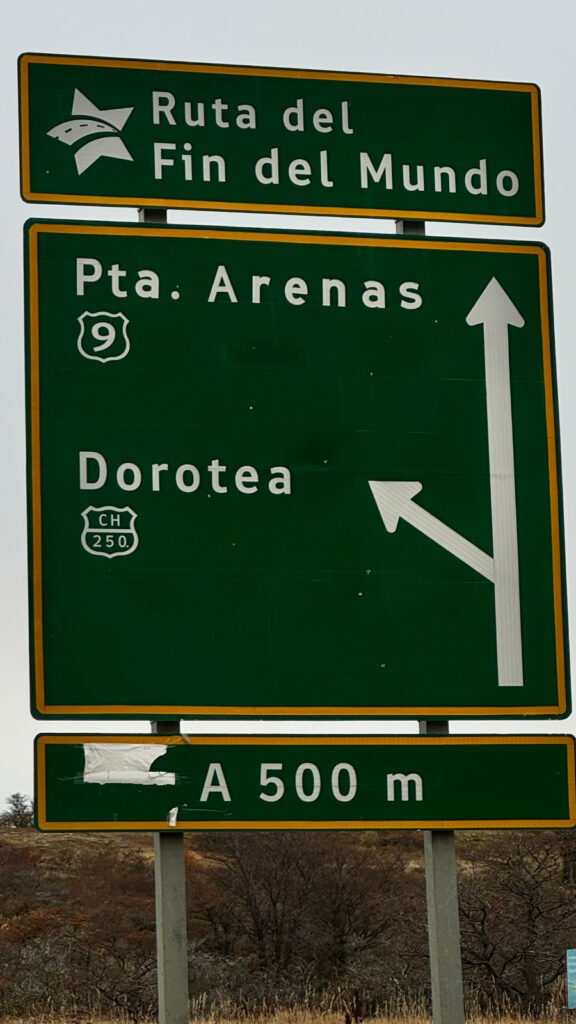 Ruta del
Fin del Mundo
Pta. Arenas
9
Dorotea
CH
250
A 500 m